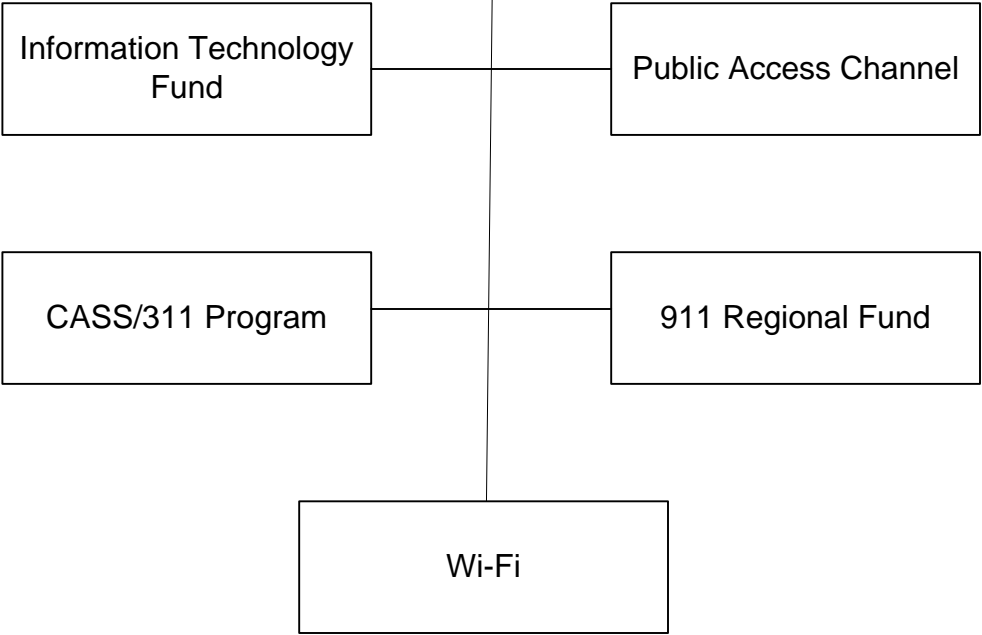 Information Technology
Fund
Public Access Channel
CASS/311 Program
911 Regional Fund
Wi-Fi